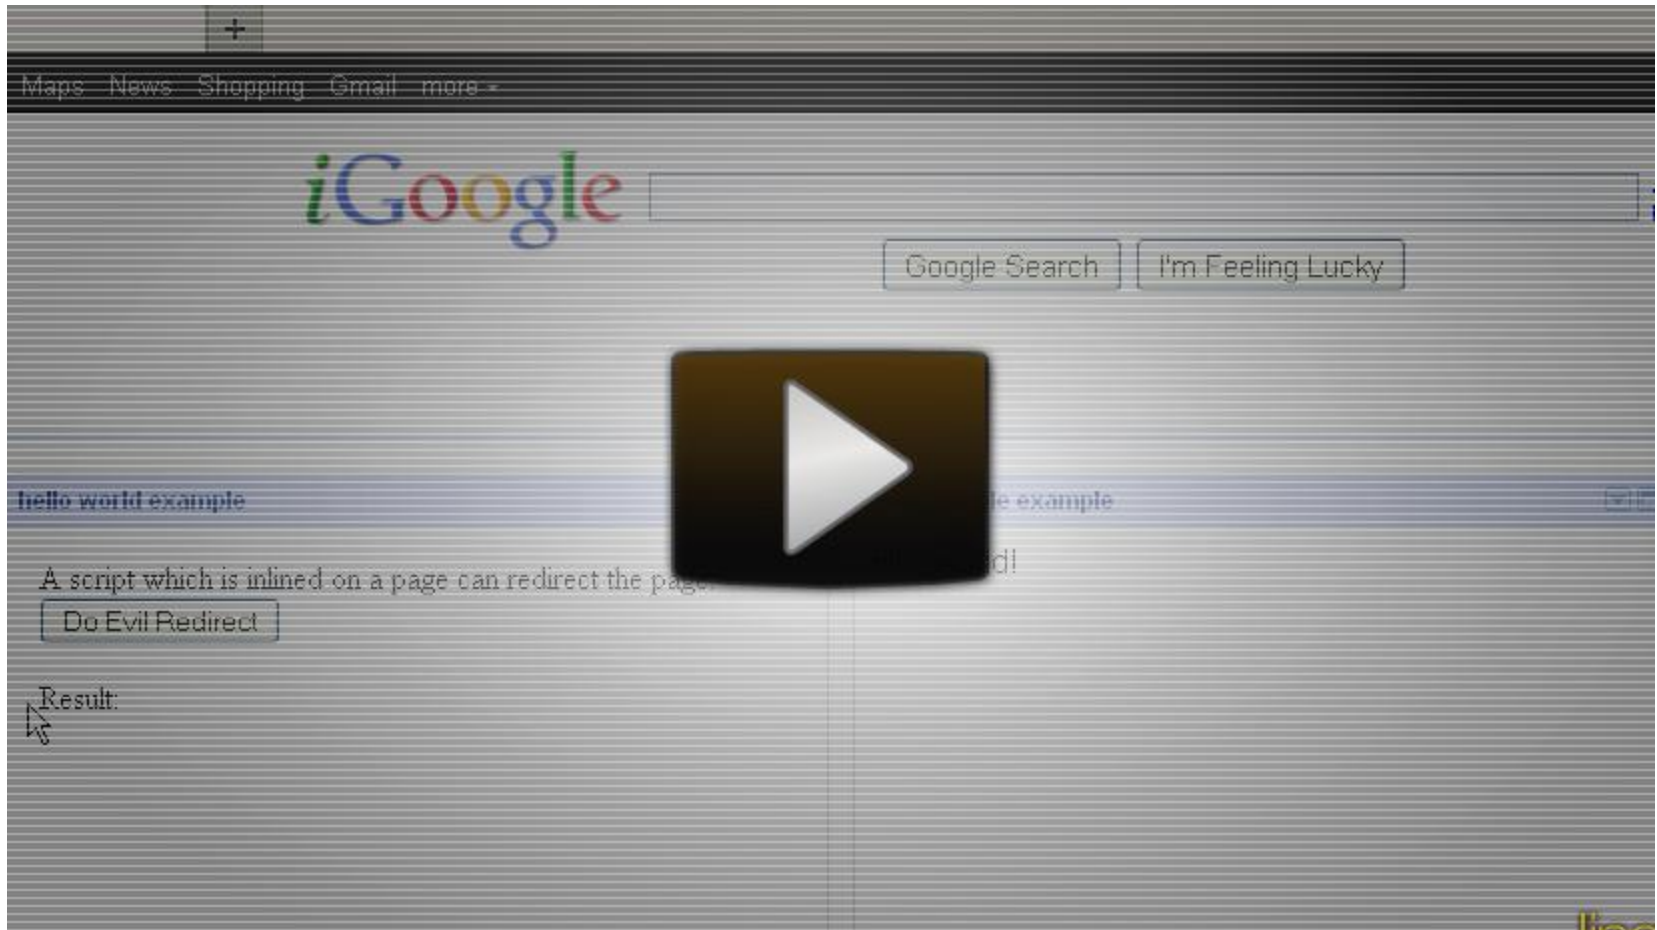 +
Maps News Shopping Gmail more
iGoogle
Google Search I'm Feeling Lucky
hello world example
example
A script which is inlined on a page can redirect the page.
Do Evil Redirect
Result: